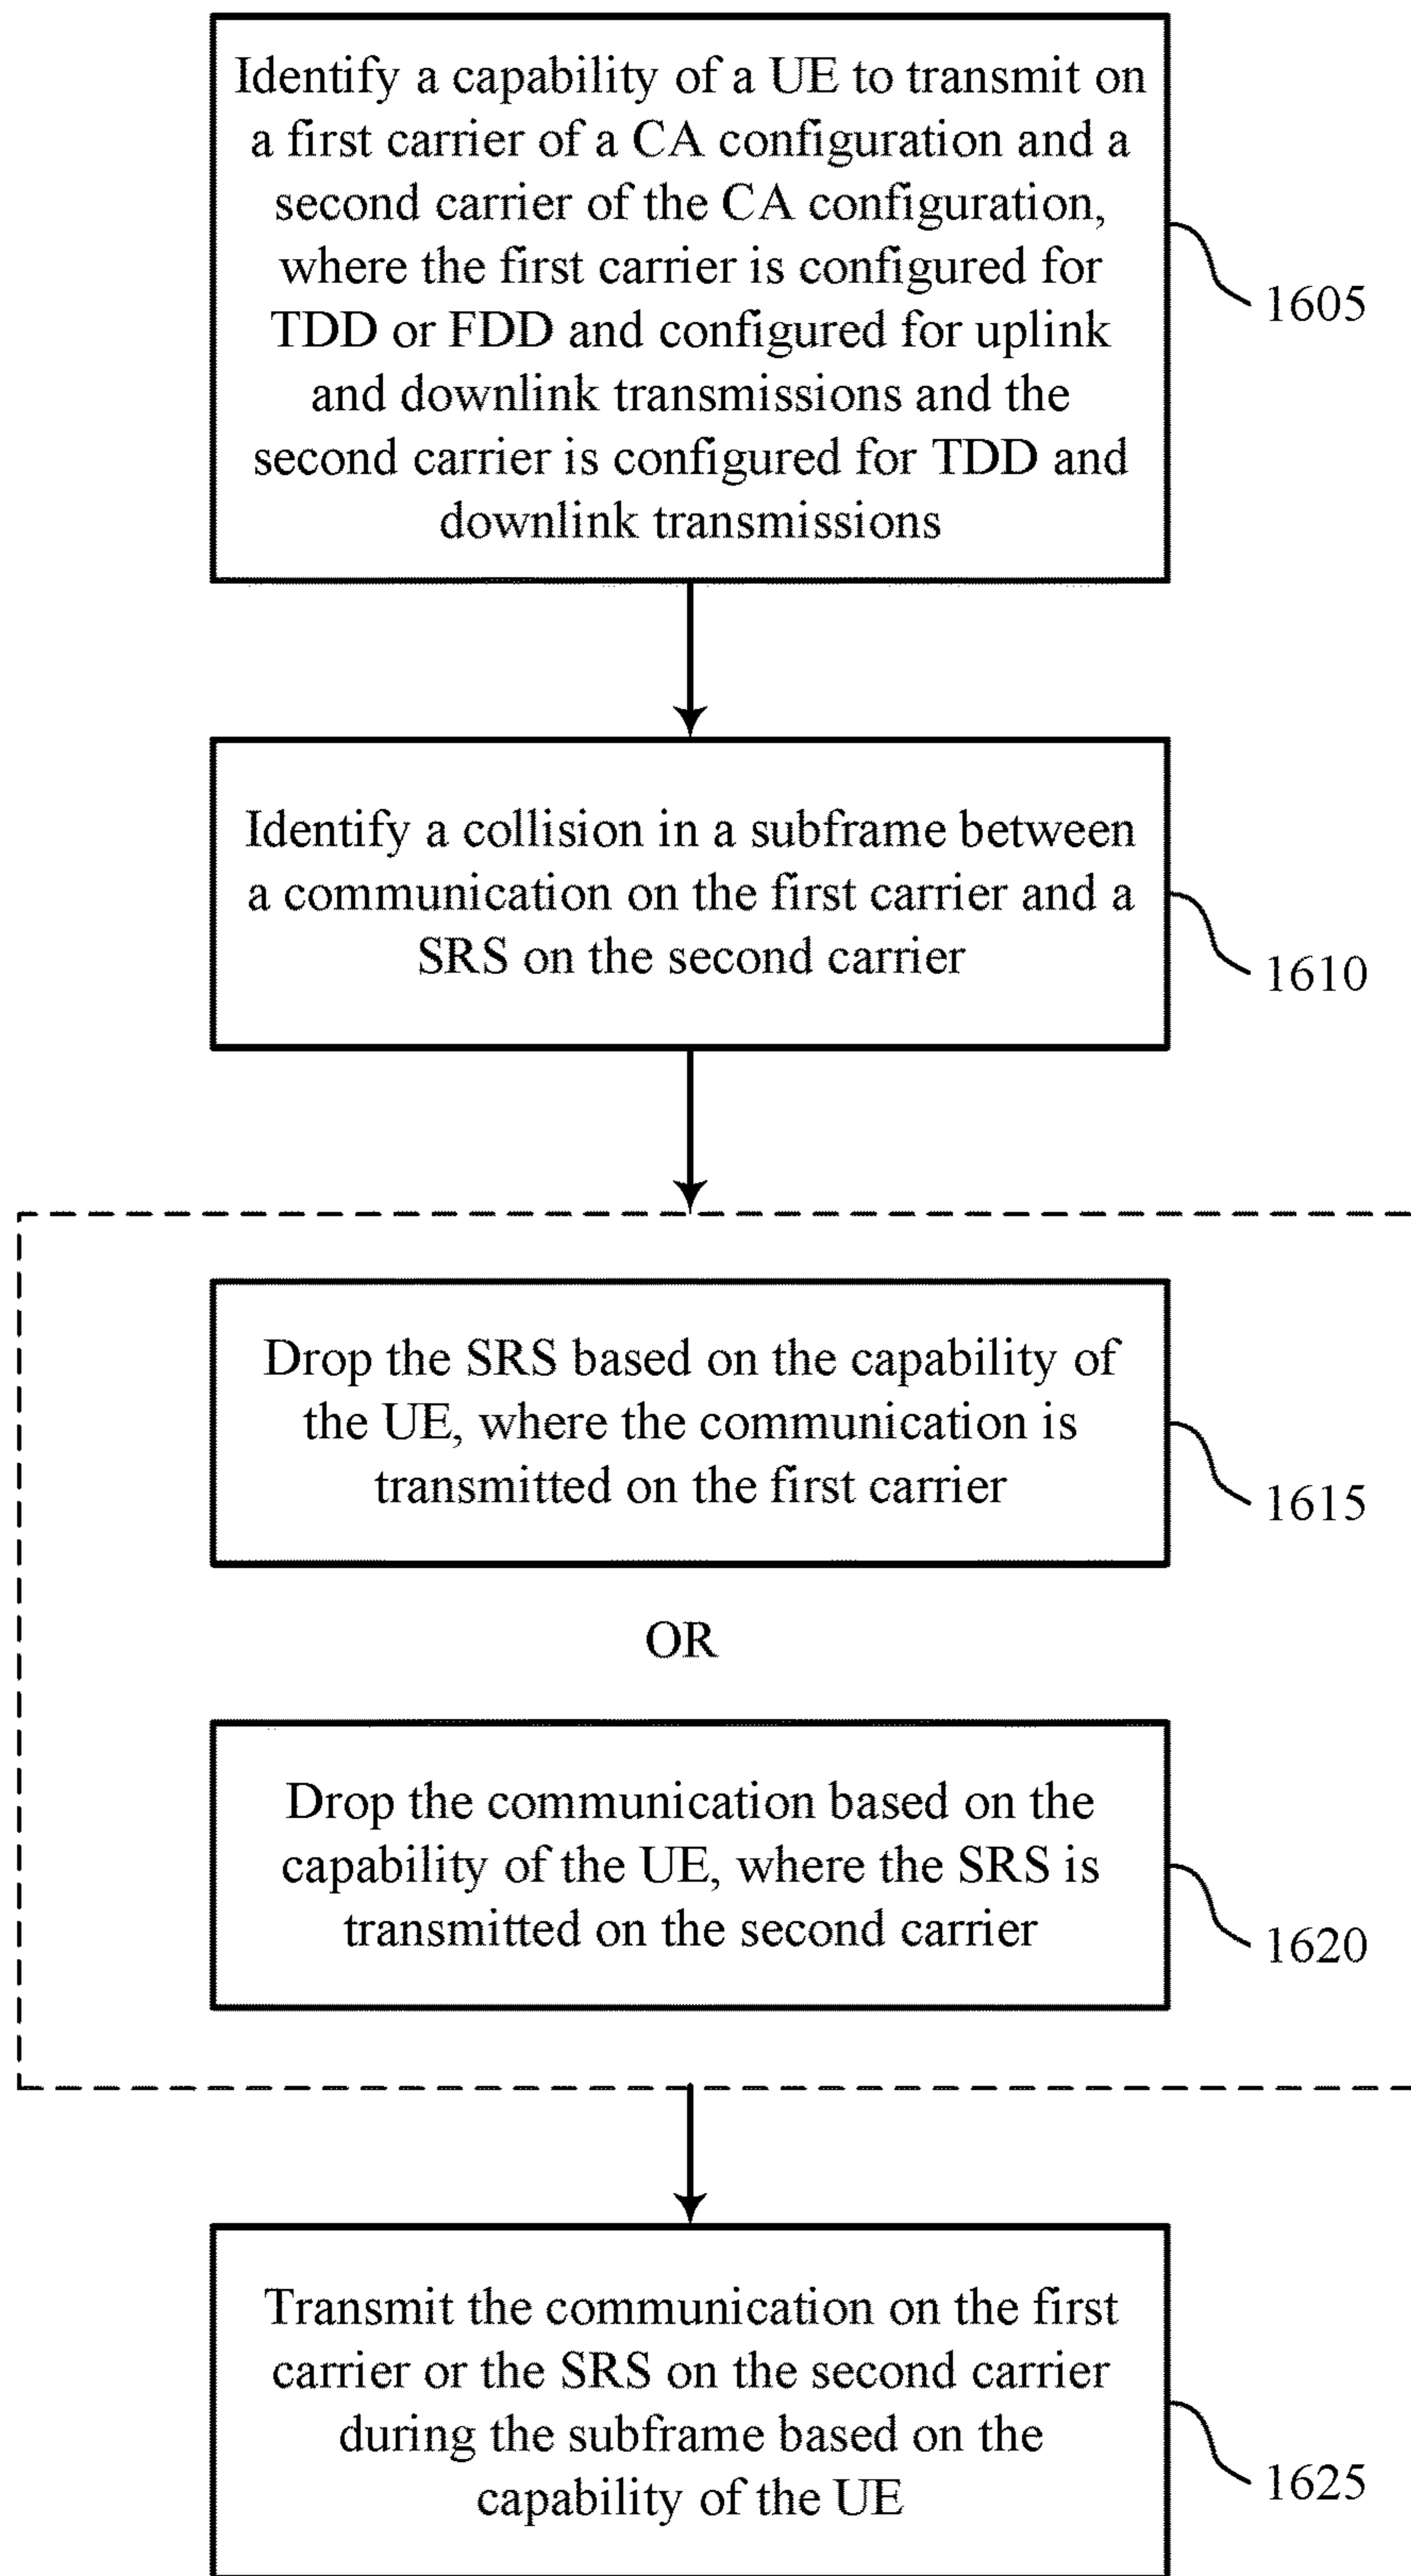 Identify a capability of a UE to transmit on
a first carrier of a CA configuration and a
second carrier of the CA configuration,
where the first carrier is configured for
TDD or FDD and configured for uplink
and downlink transmissions and the
second carrier is configured for TDD and
downlink transmissions
1605
Identify a collision in a subframe between
a communication on the first carrier and a
SRS on the second carrier
1610
Drop the SRS based on the capability of
the UE, where the communication is
transmitted on the first carrier
1615
OR
Drop the communication based on the
capability of the UE, where the SRS is
transmitted on the second carrier
1620
Transmit the communication on the first
carrier or the SRS on the second carrier
during the subframe based on the
capability of the UE
1625